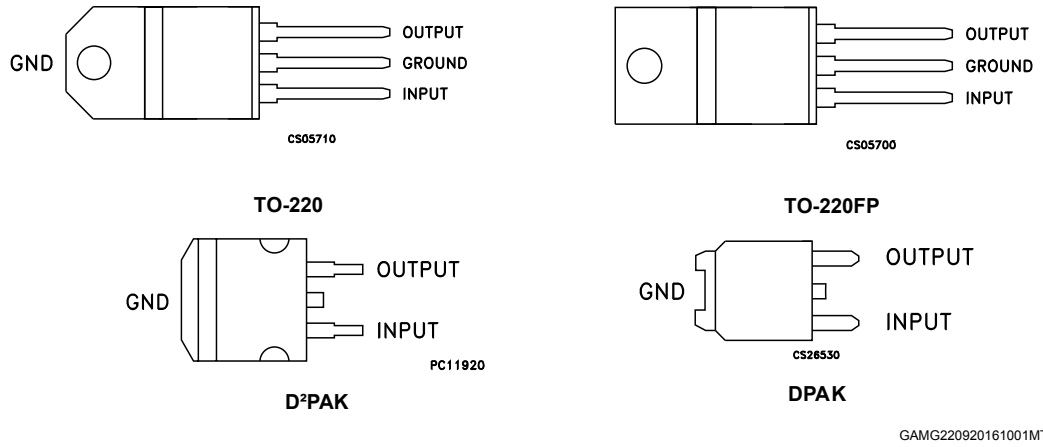 GND
OUTPUT
GROUND
INPUT
CS05710
TO-220
OUTPUT
GROUND
INPUT
CS05700
TO-220FP
GND
OUTPUT
INPUT
PC11920
D²PAK
GND
OUTPUT
INPUT
CS26530
DPAK
GAMG220920161001MT